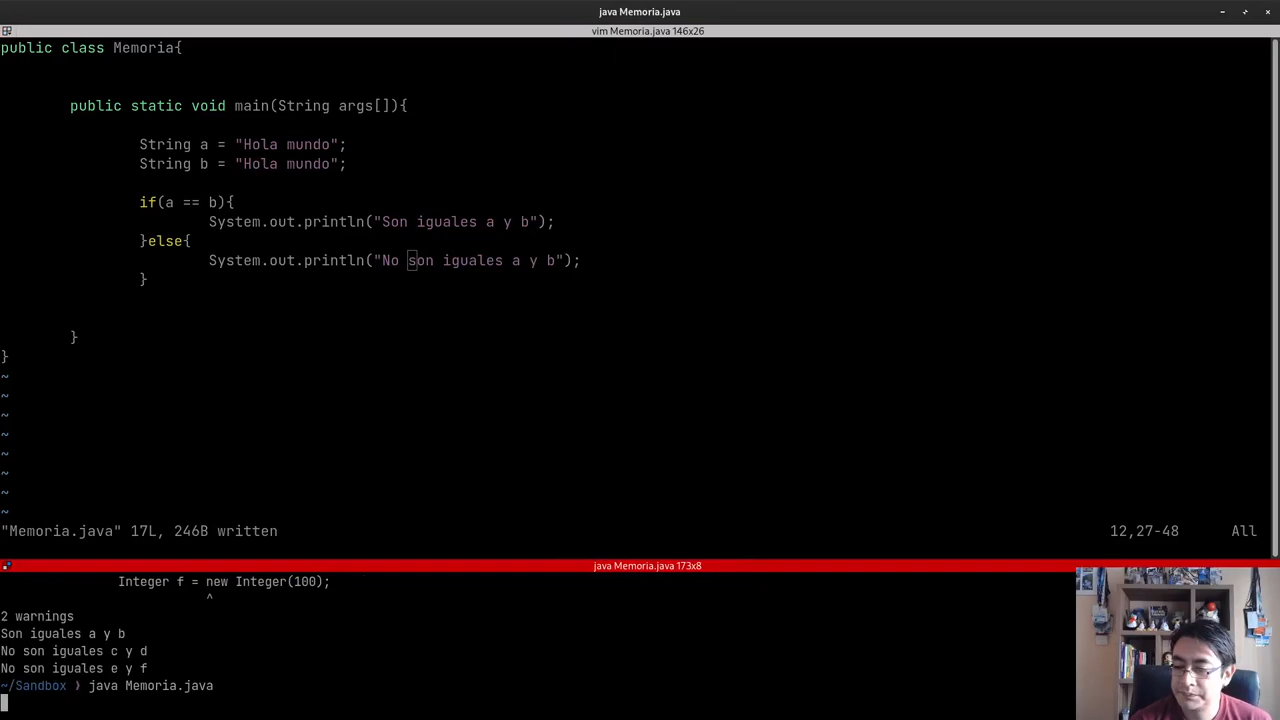 java Memoria.java
vim Memoria.java 146x26
public class Memoria{
public static void main(String args[]){
String a = "Hola mundo";
String b = "Hola mundo";
if(a == b){
System.out.println("Son iguales a y b");
}else{
System.out.println("No son iguales a y b");
}
}
}
~
~
~
~
~
~
~
~
"Memoria.java" 17L, 246B written
12,27-48
All
java Memoria.java 173x8
Integer f = new Integer(100);
^
2 warnings
Son iguales a y b
No son iguales c y d
No son iguales e y f
~/Sandbox ❯ java Memoria.java